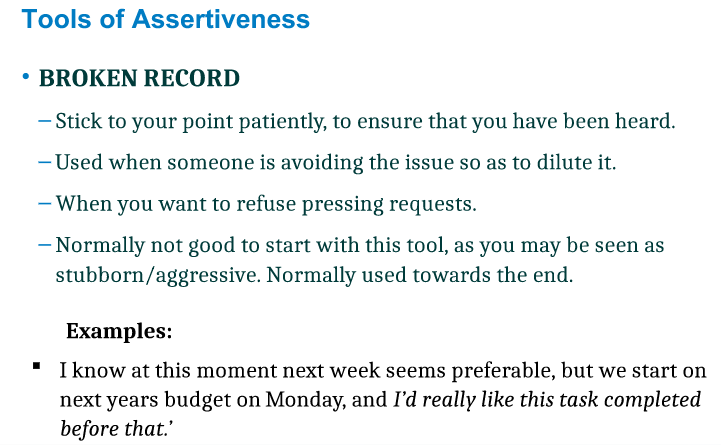 Tools of Assertiveness
• BROKEN RECORD
– Stick to your point patiently, to ensure that you have been heard.
– Used when someone is avoiding the issue so as to dilute it.
– When you want to refuse pressing requests.
– Normally not good to start with this tool, as you may be seen as
stubborn/aggressive. Normally used towards the end.
Examples:
▪ I know at this moment next week seems preferable, but we start on
next years budget on Monday, and I’d really like this task completed
before that.’